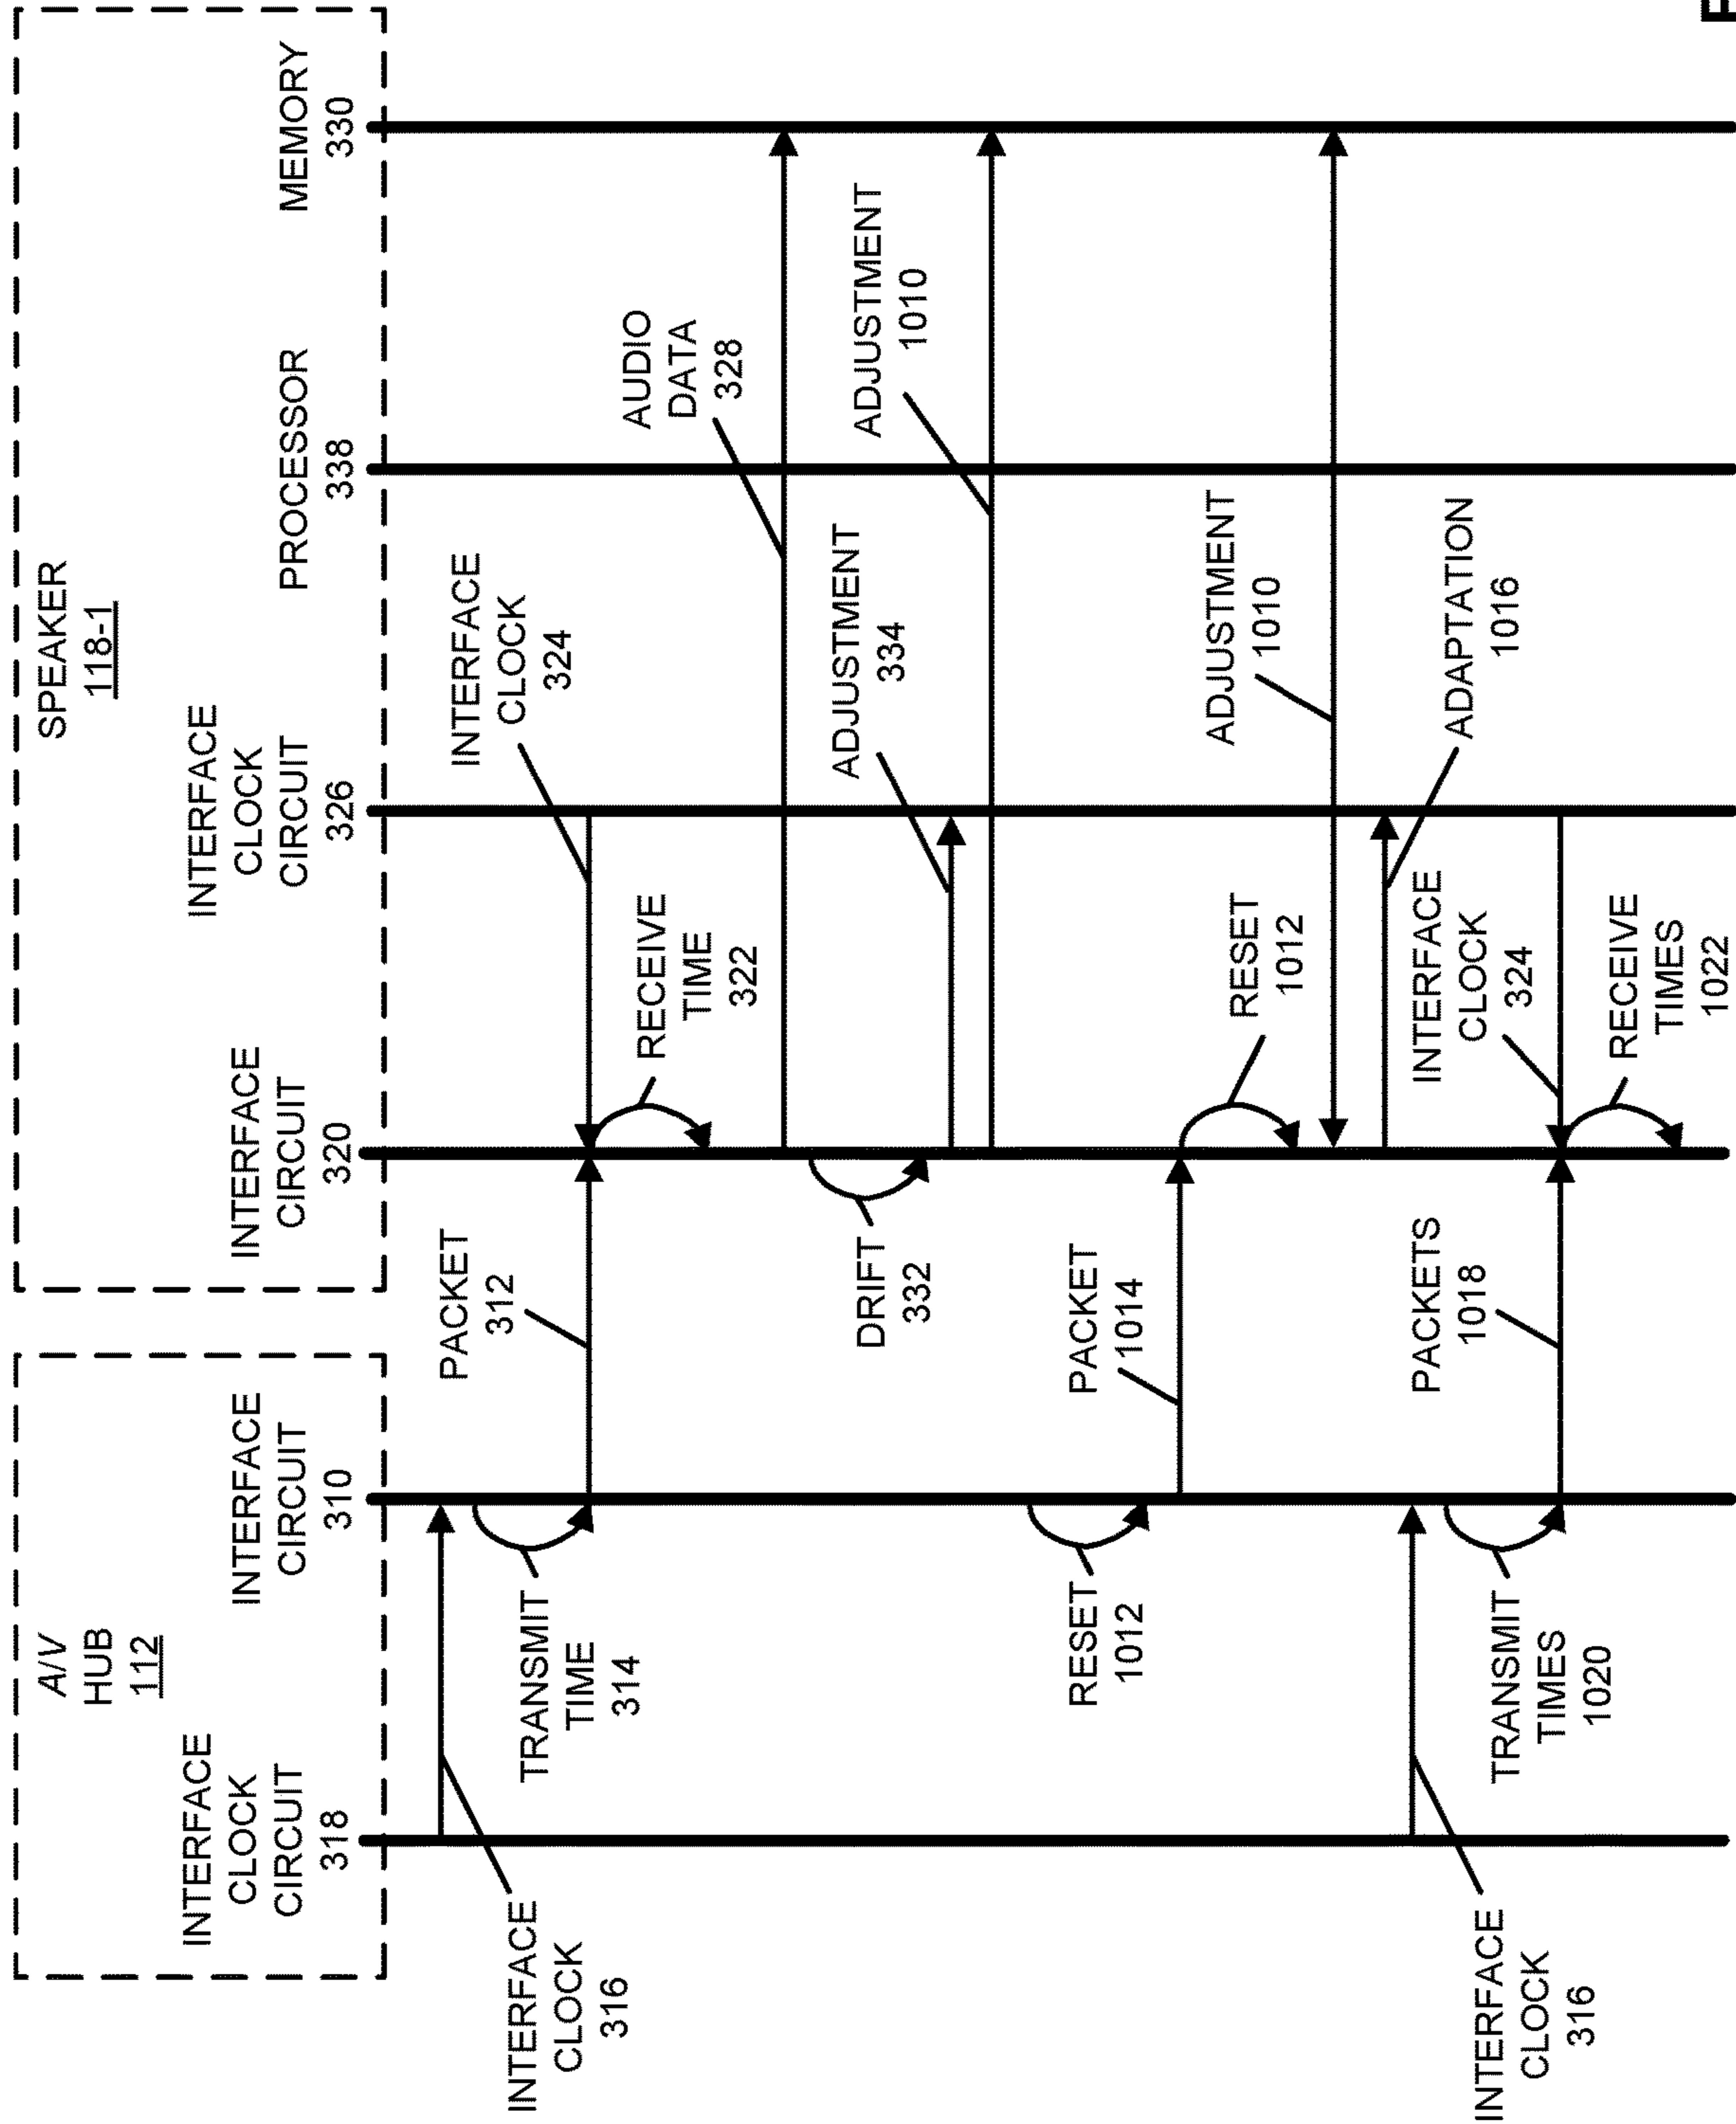 A/V
HUB
112
INTERFACE
CLOCK
CIRCUIT
318
INTERFACE
CIRCUIT
310
SPEAKER
118-1
INTERFACE
CIRCUIT
320
INTERFACE
CLOCK
CIRCUIT
326
PROCESSOR
338
MEMORY
330
INTERFACE
CLOCK
316
TRANSMIT
TIME
314
PACKET
312
INTERFACE
CLOCK
324
RECEIVE
TIME
322
AUDIO
DATA
328
DRIFT
332
ADJUSTMENT
334
ADJUSTMENT
1010
RESET
1012
PACKET
1014
RESET
1012
ADJUSTMENT
1010
ADAPTATION
1016
INTERFACE
CLOCK
316
TRANSMIT
TIMES
1020
PACKETS
1018
INTERFACE
CLOCK
324
RECEIVE
TIMES
1022